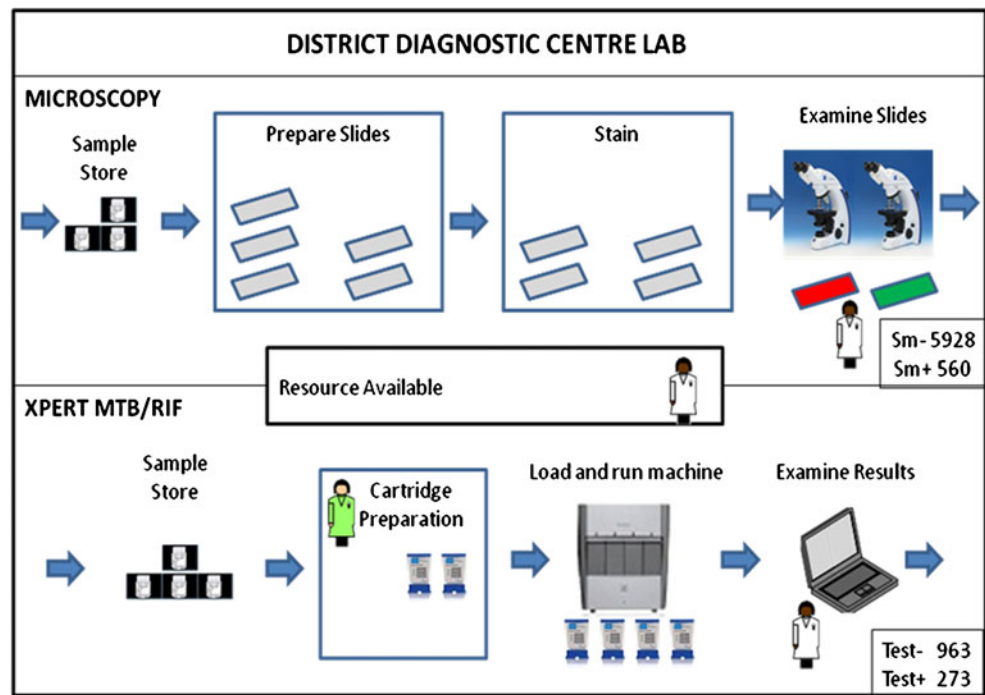 DISTRICT DIAGNOSTIC CENTRE LAB
MICROSCOPY
Sample
Store
Prepare Slides
Stain
Examine Slides
Sm- 5928
Sm+ 560
Resource Available
XPERT MTB/RIF
Sample
Store
Cartridge
Preparation
Load and run machine
Examine Results
Test- 963
Test+ 273